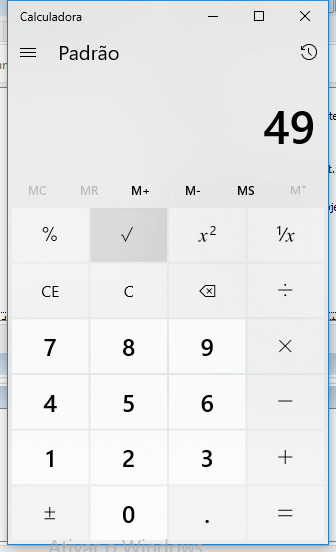 Calculadora
Padrão
49
MC MR M+ M- MS M˅
% √ x² ¹/x
CE C ÷
7 8 9 ×
4 5 6 −
1 2 3 +
± 0 . =
Ativar o Windows